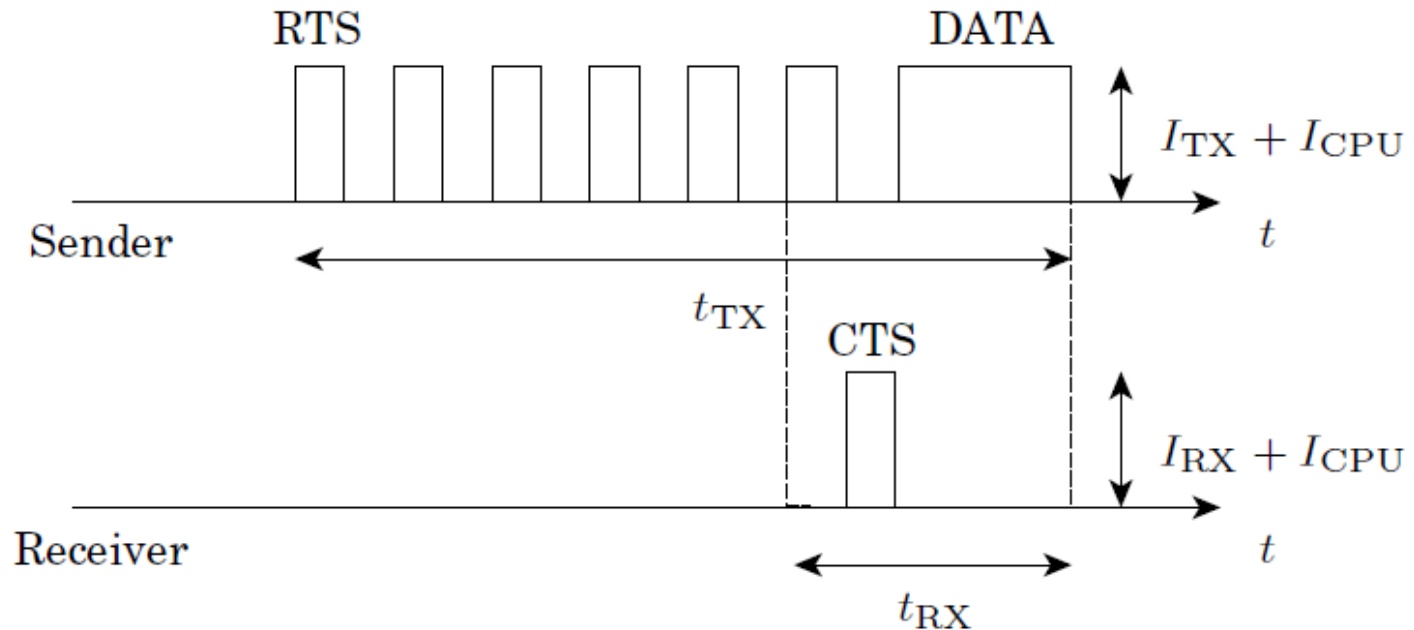 RTS
DATA
I_TX + I_CPU
Sender
t
t_TX
CTS
I_RX + I_CPU
Receiver
t
t_RX